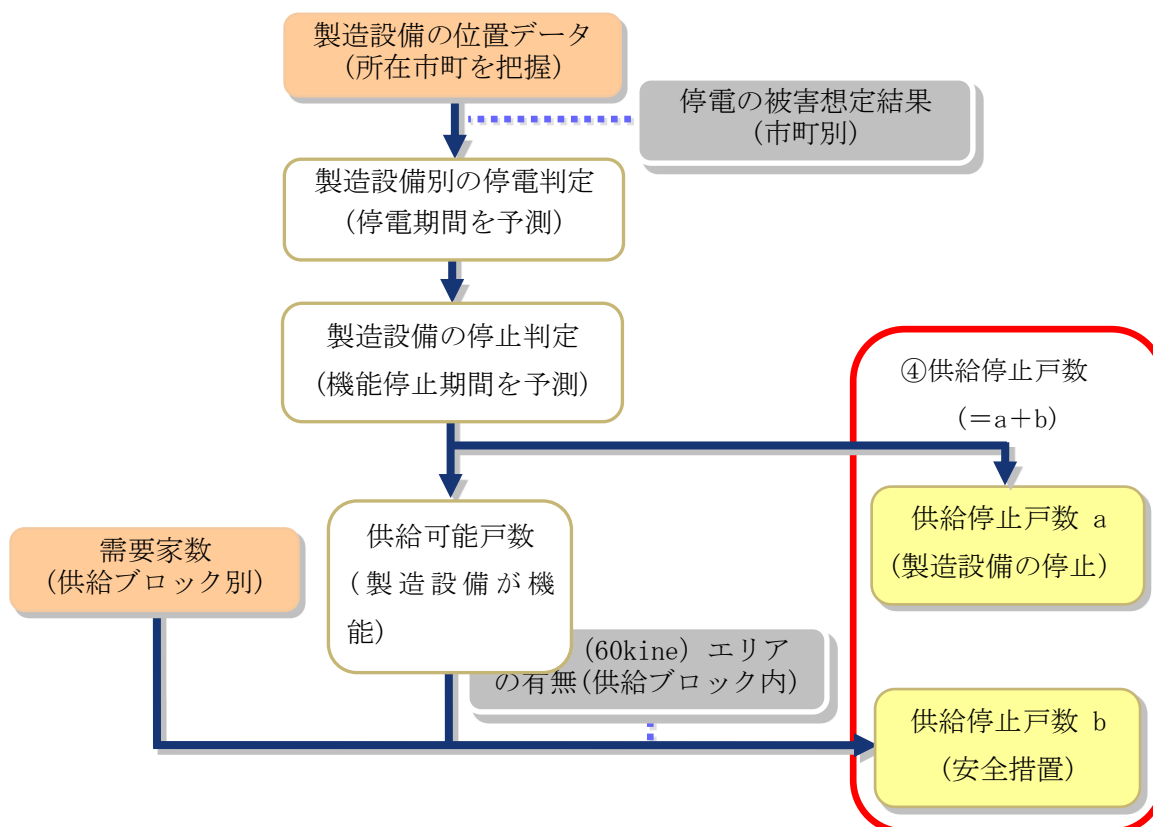 製造設備の位置データ
(所在市町を把握)
停電の被害想定結果
(市町別)
製造設備別の停電判定
(停電期間を予測)
製造設備の停止判定
(機能停止期間を予測)
④供給停止戸数
(=a+b)
供給停止戸数 a
(製造設備の停止)
供給可能戸数
(製造設備が機
能)
需要家数
(供給ブロック別)
(60kine) エリア
の有無(供給ブロック内)
供給停止戸数 b
(安全措置)